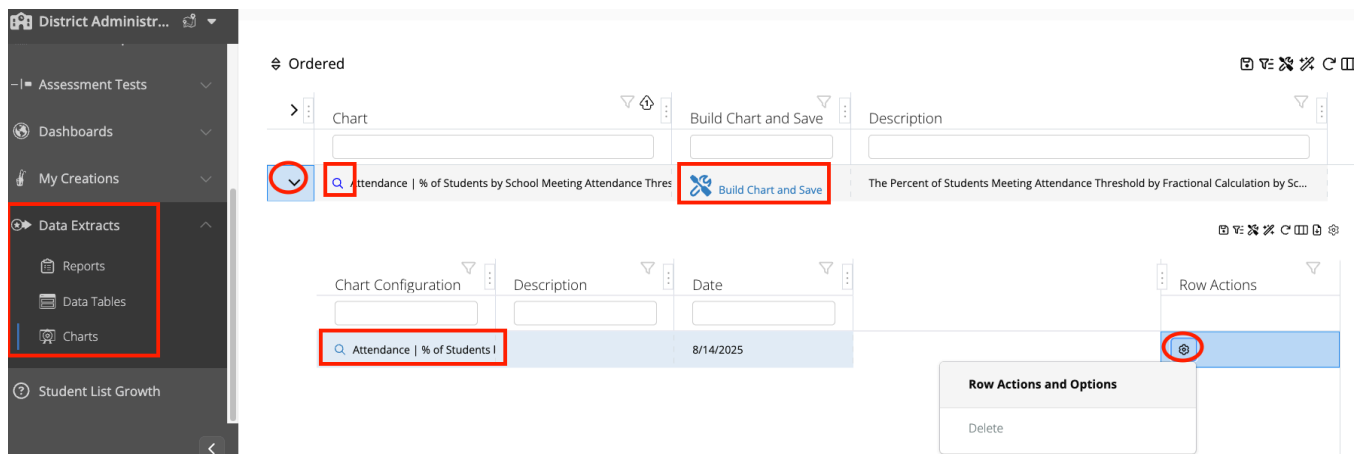 District Administr...
Assessment Tests
Dashboards
My Creations
Data Extracts
Reports
Data Tables
Charts
Student List Growth
Ordered
Chart
1
Build Chart and Save
Description
Attendance | % of Students by School Meeting Attendance Thres
Build Chart and Save
The Percent of Students Meeting Attendance Threshold by Fractional Calculation by Sc...
Chart Configuration
Description
Date
Row Actions
Attendance | % of Students
8/14/2025
Row Actions and Options
Delete